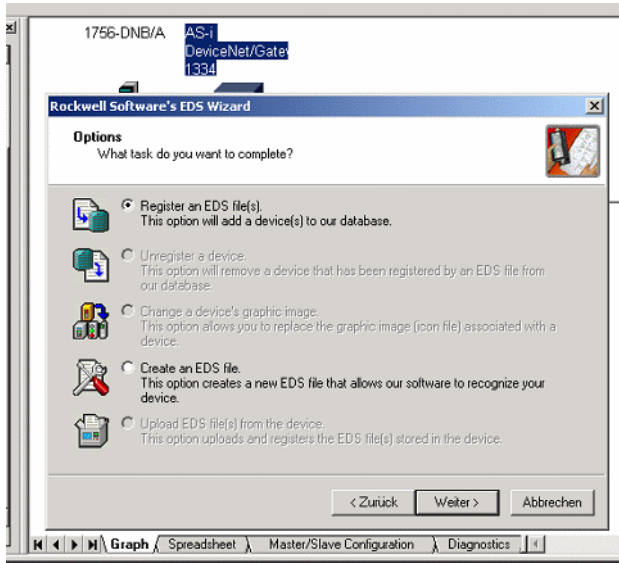 1756-DNB/A
AS-i
DeviceNet/Gatew
1334
Rockwell Software's EDS Wizard
Options
What task do you want to complete?
Register an EDS file(s).
This option will add a device(s) to our database.
Unregister a device.
This option will remove a device that has been registered by an EDS file from
our database.
Change a device's graphic image.
This option allows you to replace the graphic image (icon file) associated with a
device.
Create an EDS file.
This option creates a new EDS file that allows our software to recognize your
device.
Upload EDS file(s) from the device.
This option uploads and registers the EDS file(s) stored in the device.
< Zurück Weiter > Abbrechen
Graph Spreadsheet Master/Slave Configuration Diagnostics